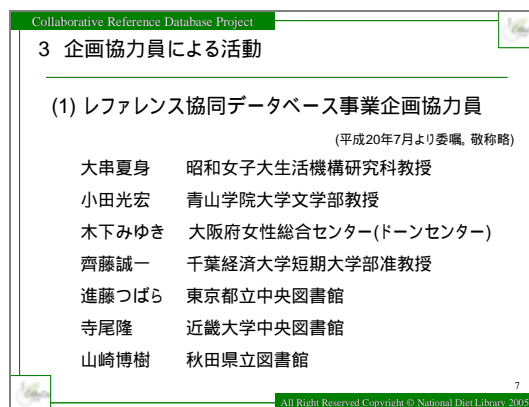 Collaborative Reference Database Project
3 企画協力員による活動
(1) レファレンス協同データベース事業企画協力員
(平成20年7月より委嘱。敬称略)
大串夏身 昭和女子大生活機構研究科教授
小田光宏 青山学院大学文学部教授
木下みゆき 大阪府女性総合センター(ドーンセンター)
齊藤誠一 千葉経済大学短期大学部准教授
進藤つばら 東京都立中央図書館
寺尾隆 近畿大学中央図書館
山崎博樹 秋田県立図書館
7
All Right Reserved Copyright © National Diet Library 2005